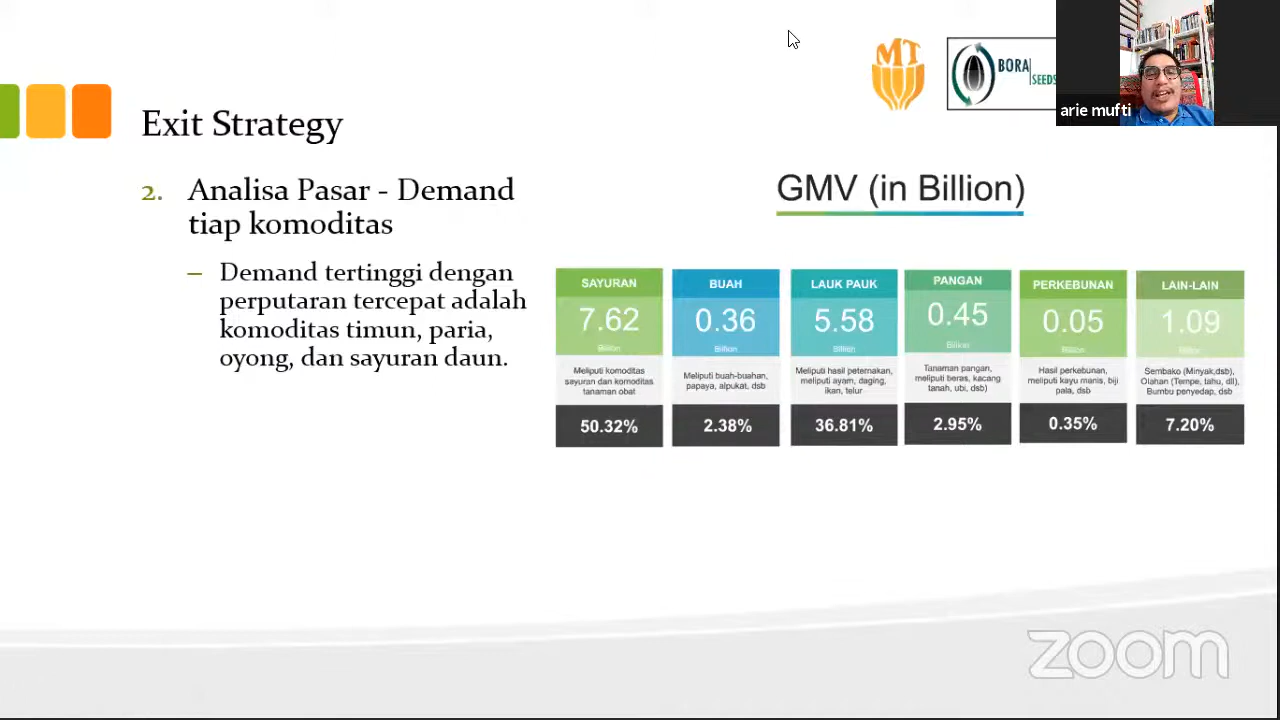 MT
BORA
SEEDS
arie mufti
Exit Strategy
2. Analisa Pasar - Demand
tiap komoditas
– Demand tertinggi dengan
perputaran tercepat adalah
komoditas timun, paria,
oyong, dan sayuran daun.
GMV (in Billion)
SAYURAN
7.62
Billion
Meliputi komoditas
sayuran dan komoditas
tanaman obat
50.32%
BUAH
0.36
Billion
Meliputi buah-buahan,
papaya, alpukat, dsb
2.38%
LAUK PAUK
5.58
Billion
Meliputi hasil peternakan,
meliputi ayam, daging,
ikan, telur
36.81%
PANGAN
0.45
Billion
Tanaman pangan,
meliputi beras, kacang
tanah, ubi, dsb)
2.95%
PERKEBUNAN
0.05
Billion
Hasil perkebunan,
meliputi kayu manis, biji
pala, dsb
0.35%
LAIN-LAIN
1.09
Billion
Sembako (Minyak,dsb),
Olahan (Tempe, tahu, dll),
Bumbu penyedap, dsb
7.20%
zoom